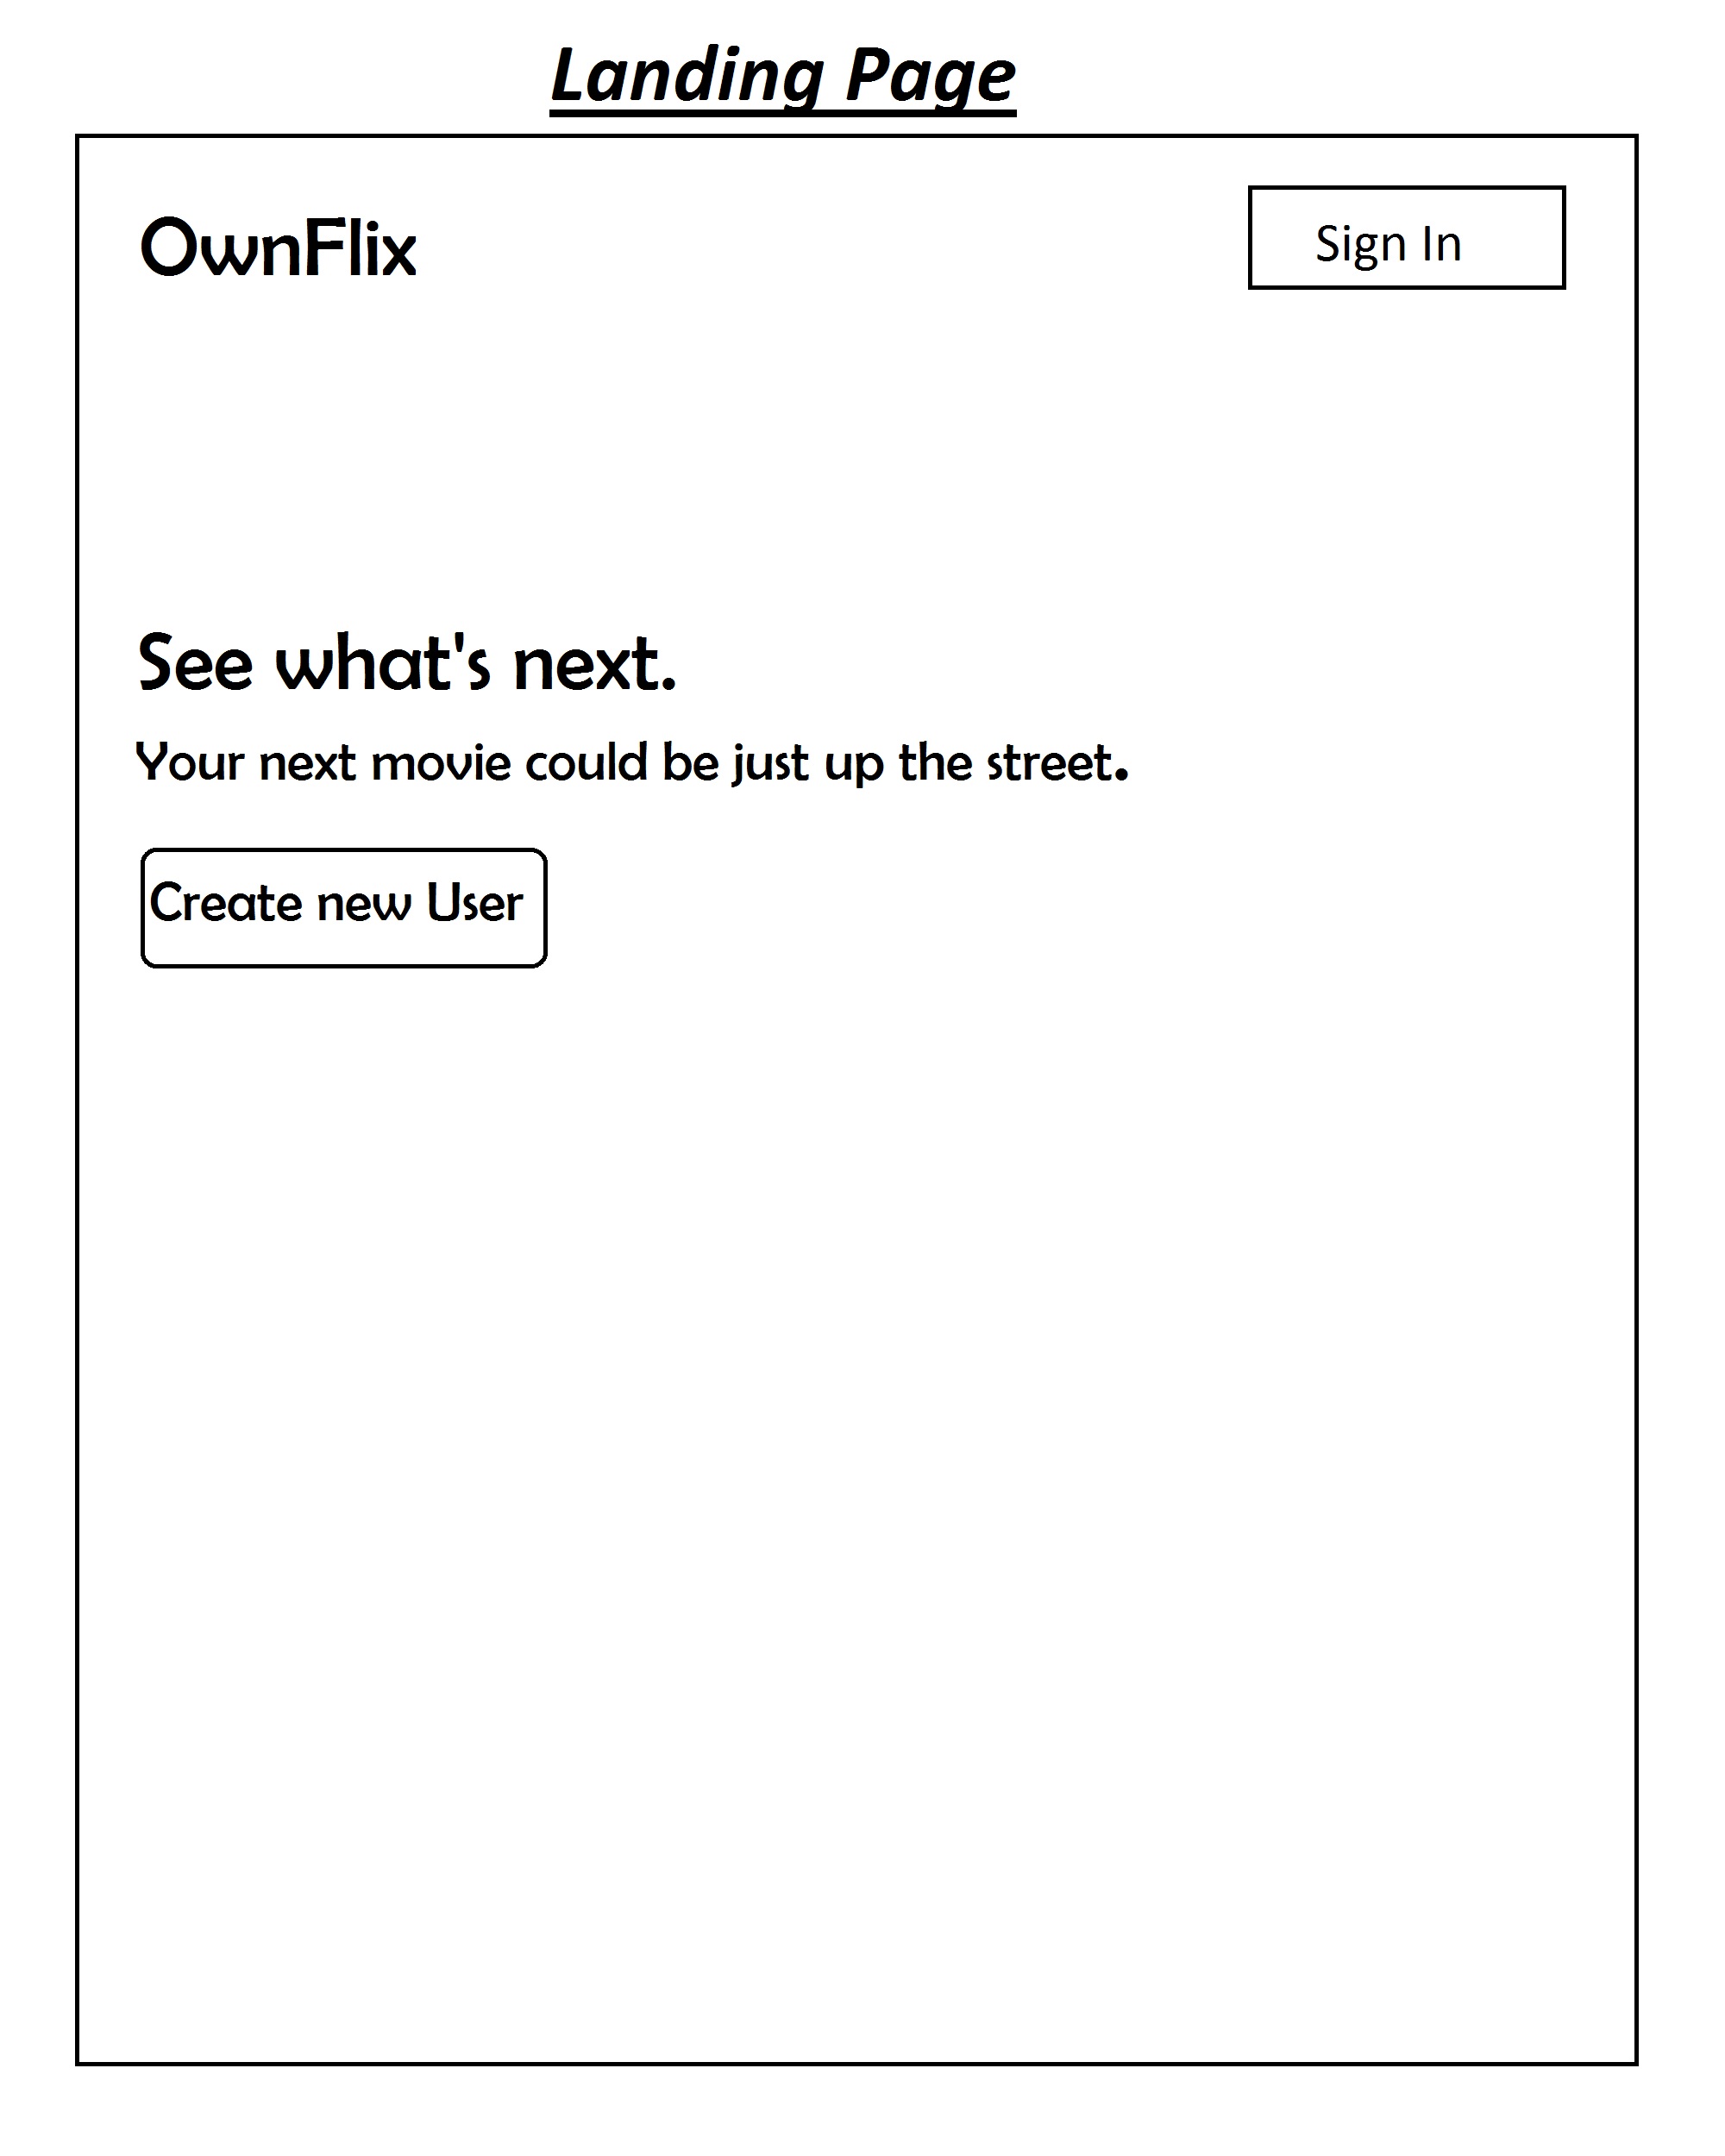 Landing Page
OwnFlix
Sign In
See what's next.
Your next movie could be just up the street.
Create new User